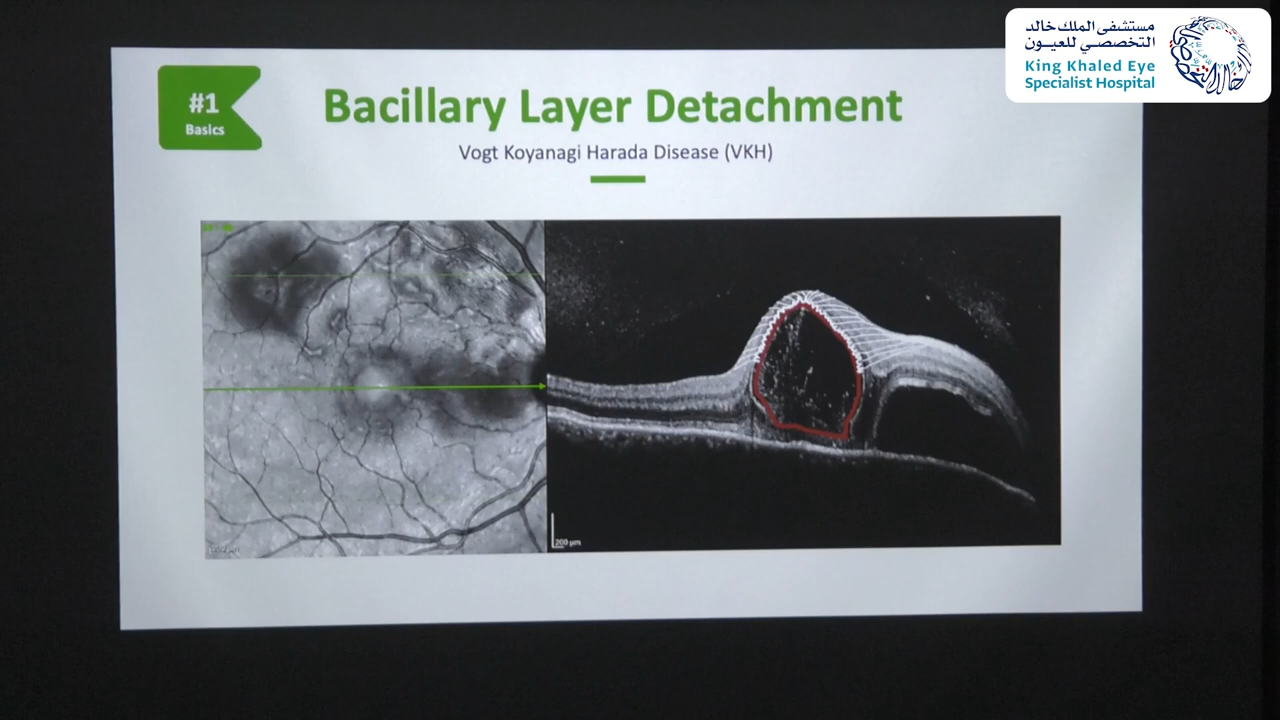 مستشفى الملك خالد
التخصصي للعيون
King Khaled Eye
Specialist Hospital
#1
Basics
Bacillary Layer Detachment
Vogt Koyanagi Harada Disease (VKH)
200 µm